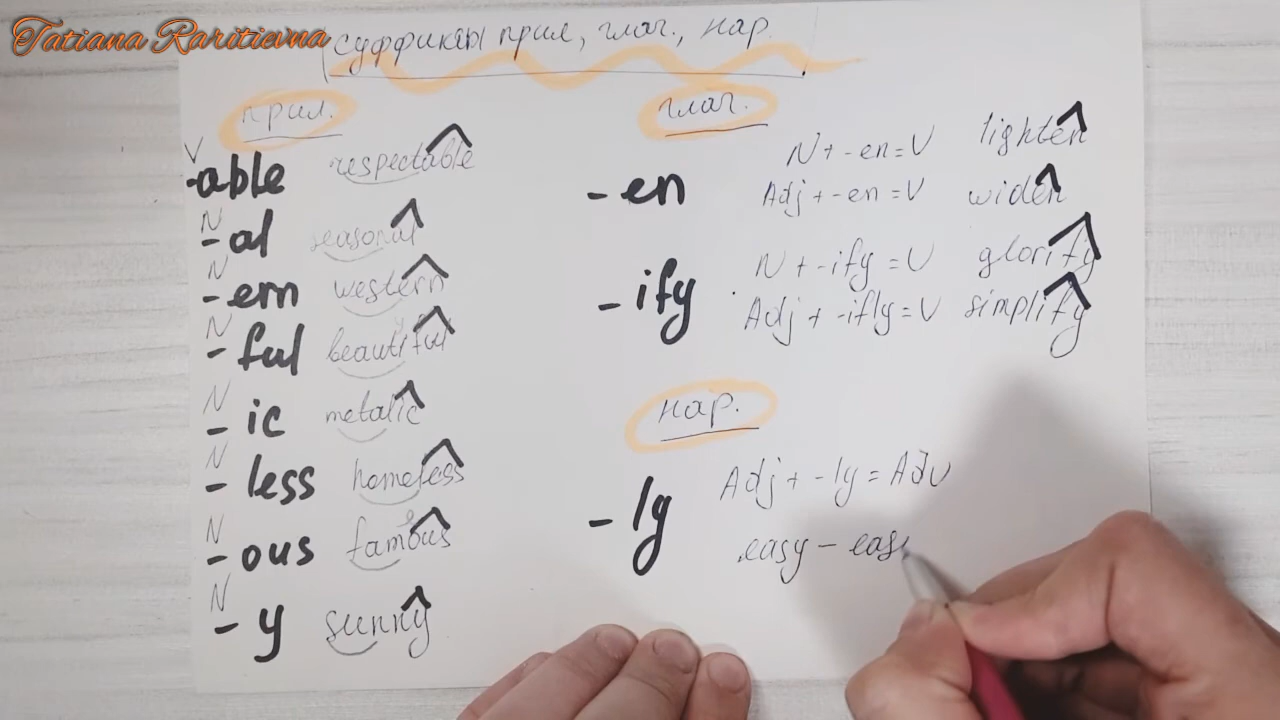 Tatiana Raritievna
суффиксы прил., глаг., нар.
прил.
V
-able respectable
N
-al seasonal
N
-ern western
N
-ful beautiful
N
-ic metalic
N
-less homeless
N
-ous famous
N
-y sunny
глаг.
-en
N + -en = V lighten
Adj + -en = V widen
-ify
N + -ify = V glorify
Adj + -ifly = V simplify
нар.
-ly
Adj + -ly = Adv
easy - eas